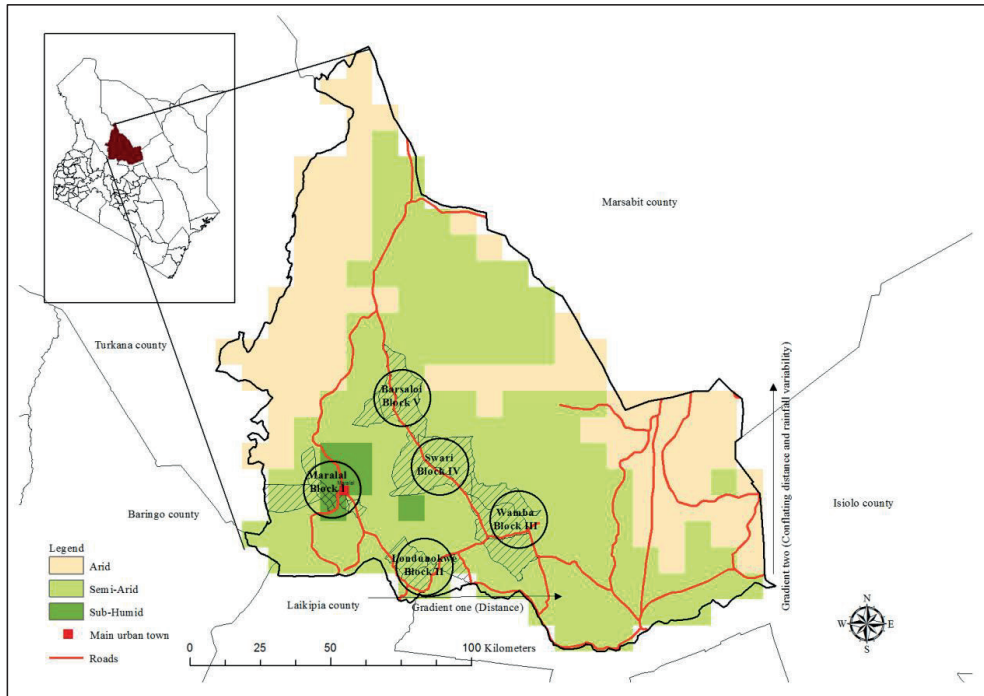 Marsabit county
Turkana county
Barsaloi
Block V
Swari
Block IV
Maralal
Block I
Wamba
Block III
Baringo county
Isiolo county
Gradient two (Conflating distance and rainfall variability)
Londunokwe
Block II
Laikipia county
Gradient one (Distance)
Legend
Arid
Semi-Arid
Sub-Humid
Main urban town
Roads
0 25 50 100 Kilometers
N
W E
S